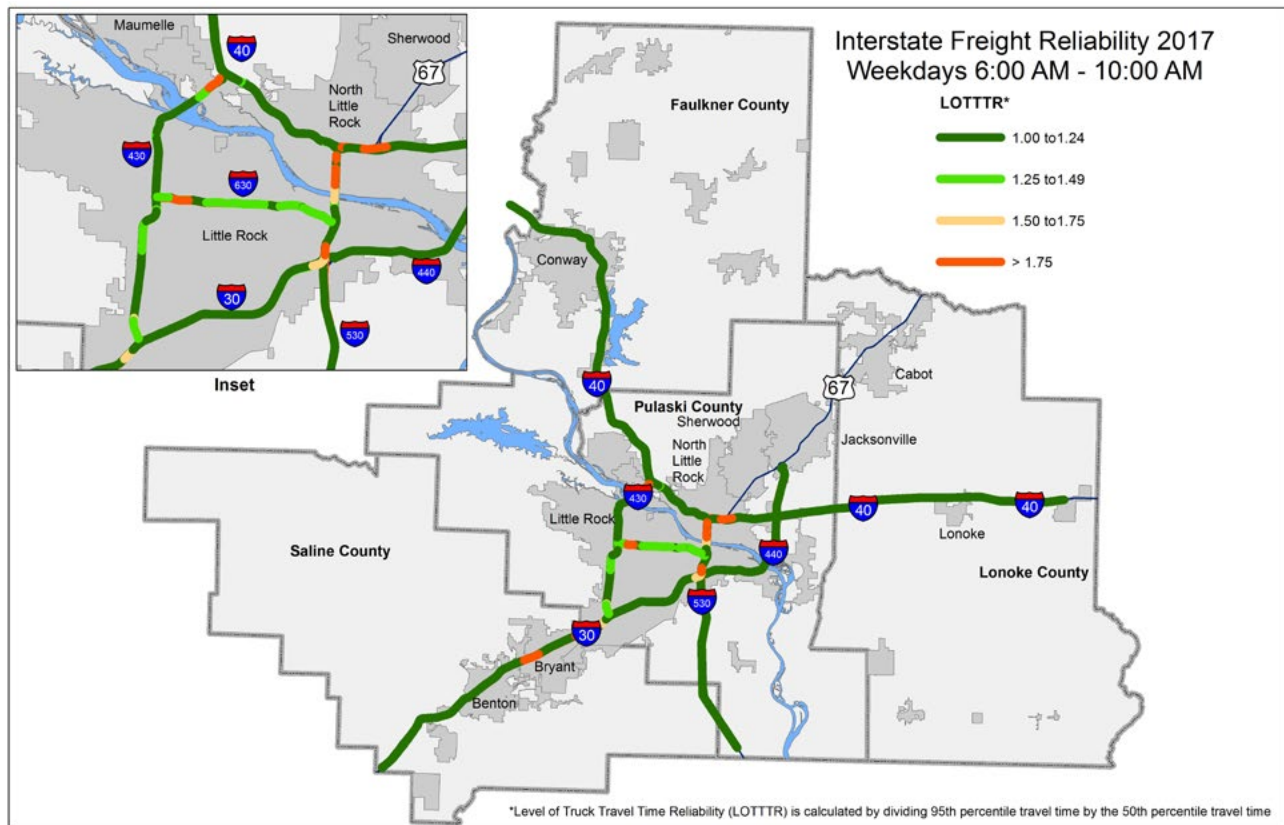 Interstate Freight Reliability 2017
Weekdays 6:00 AM - 10:00 AM
LOTTTR*
1.00 to1.24
1.25 to1.49
1.50 to1.75
> 1.75
Maumelle
40
Sherwood
67
North
Little
Rock
430
630
Little Rock
440
30
530
Inset
Faulkner County
Conway
40
Cabot
67
Pulaski County
Sherwood
Jacksonville
North
Little
Rock
430
40
40
Little Rock
Lonoke
Saline County
440
Lonoke County
530
30
Bryant
Benton
*Level of Truck Travel Time Reliability (LOTTTR) is calculated by dividing 95th percentile travel time by the 50th percentile travel time